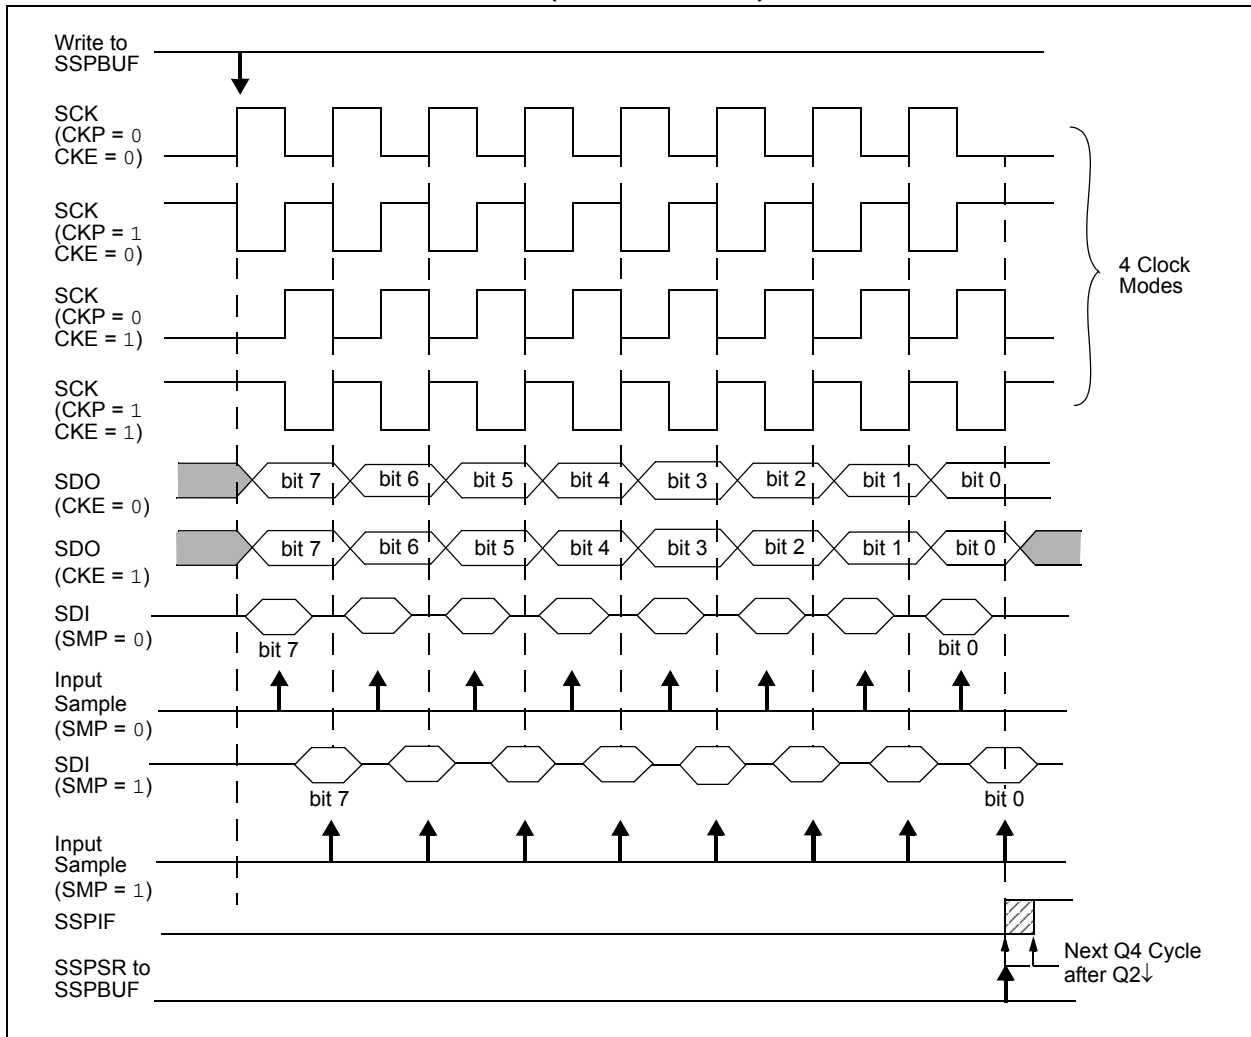 Write to
SSPBUF
SCK
(CKP = 0
CKE = 0)
SCK
(CKP = 1
CKE = 0)
4 Clock
Modes
SCK
(CKP = 0
CKE = 1)
SCK
(CKP = 1
CKE = 1)
SDO
(CKE = 0)
bit 7 bit 6 bit 5 bit 4 bit 3 bit 2 bit 1 bit 0
SDO
(CKE = 1)
bit 7 bit 6 bit 5 bit 4 bit 3 bit 2 bit 1 bit 0
SDI
(SMP = 0)
bit 7 bit 0
Input
Sample
(SMP = 0)
SDI
(SMP = 1)
bit 7 bit 0
Input
Sample
(SMP = 1)
SSPIF
Next Q4 Cycle
after Q2↓
SSPSR to
SSPBUF